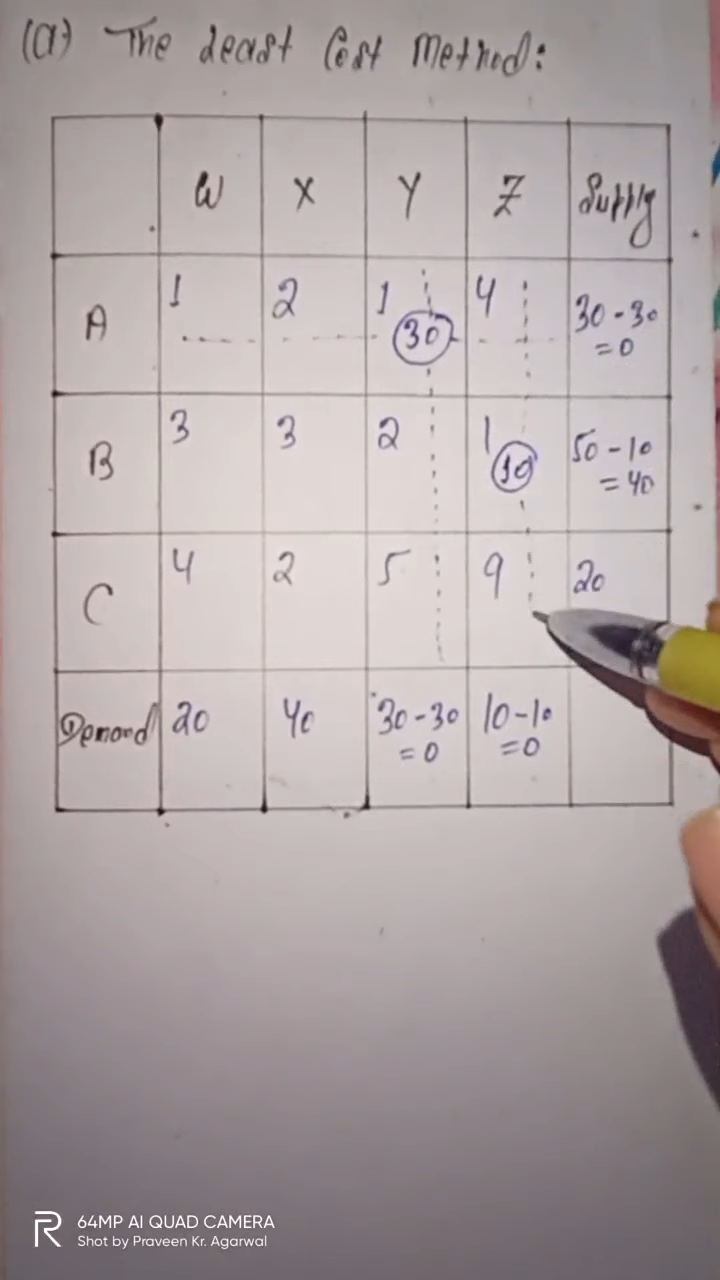 (a) The Least Cost Method:
W X Y Z Supply
A 1 2 1 30 4 30-30 =0
B 3 3 2 1 10 50-10 =40
C 4 2 5 9 20
Demond 20 40 30-30 =0 10-10 =0
64MP AI QUAD CAMERA
Shot by Praveen Kr. Agarwal